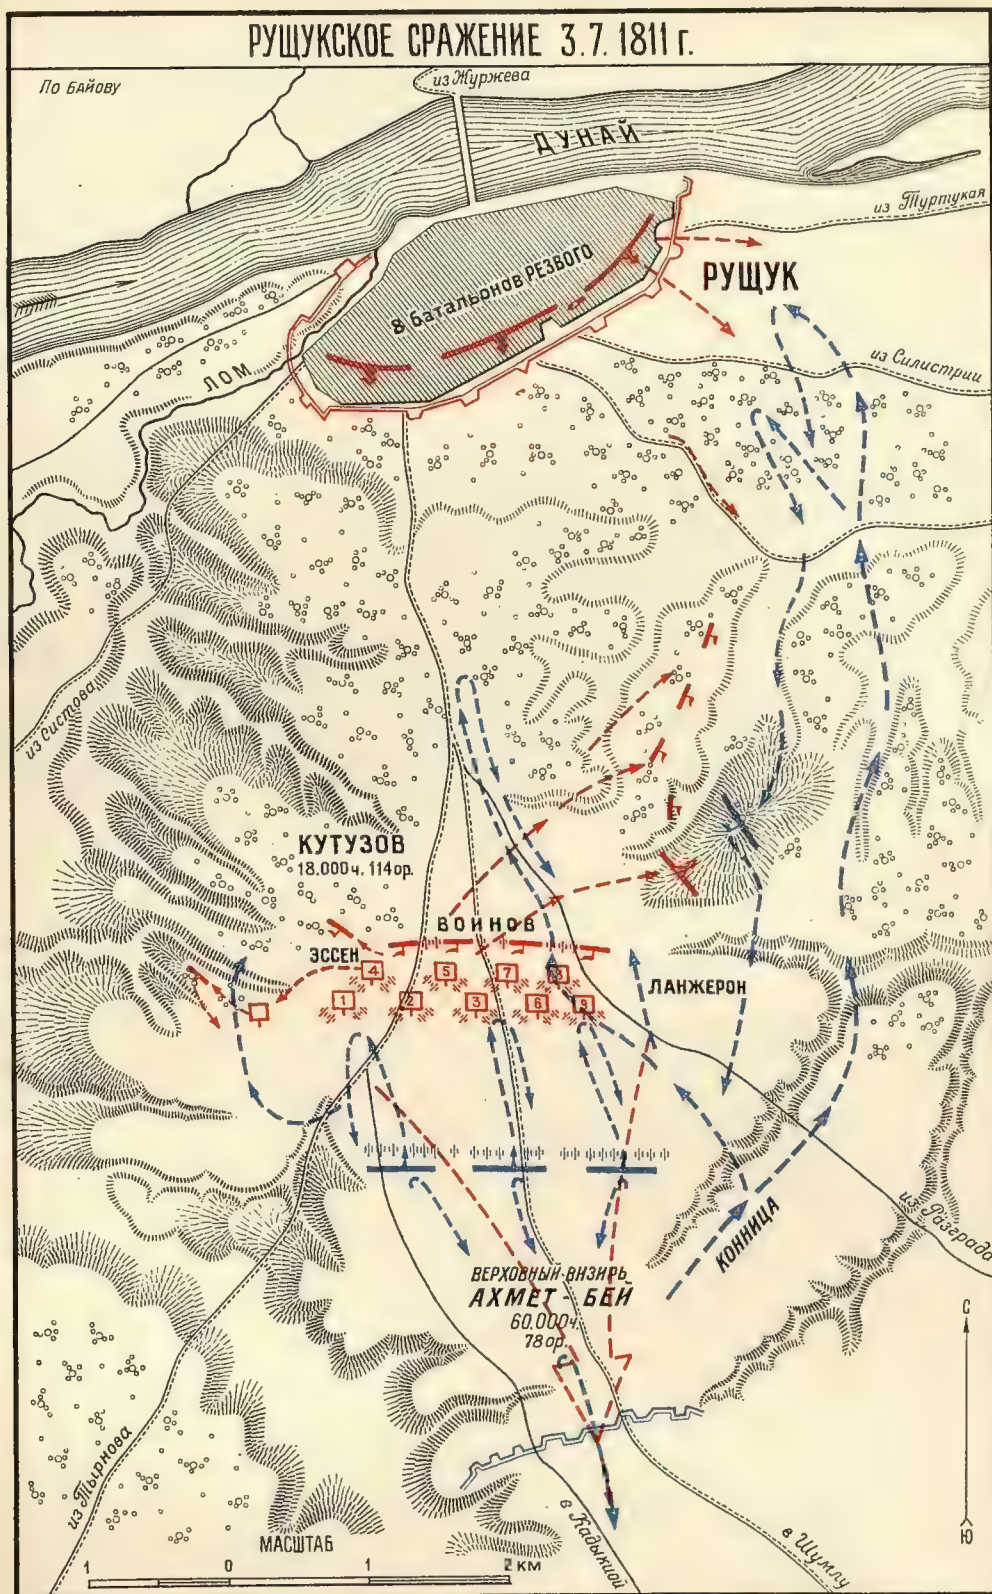 РУЩУКСКОЕ СРАЖЕНИЕ 3.7.1811 г.
По БАЙОВУ
из Журжева
ДУНАЙ
из Туртукая
РУЩУК
8 батальонов РЕЗВОГО
ЛОМ
из Силистрии
из Систова
КУТУЗОВ
18.000 ч. 114 ор.
ВОИНОВ
ЭССЕН
ЛАНЖЕРОН
4
5
7
8
1
2
3
6
9
КОННИЦА
из Разграда
ВЕРХОВНЫЙ ВИЗИРЬ
АХМЕТ-БЕЙ
60.000 ч.
78 ор.
С
Ю
из Тырнова
в Кадыкиой
в Шумлу
МАСШТАБ
1 0 1 2 КМ